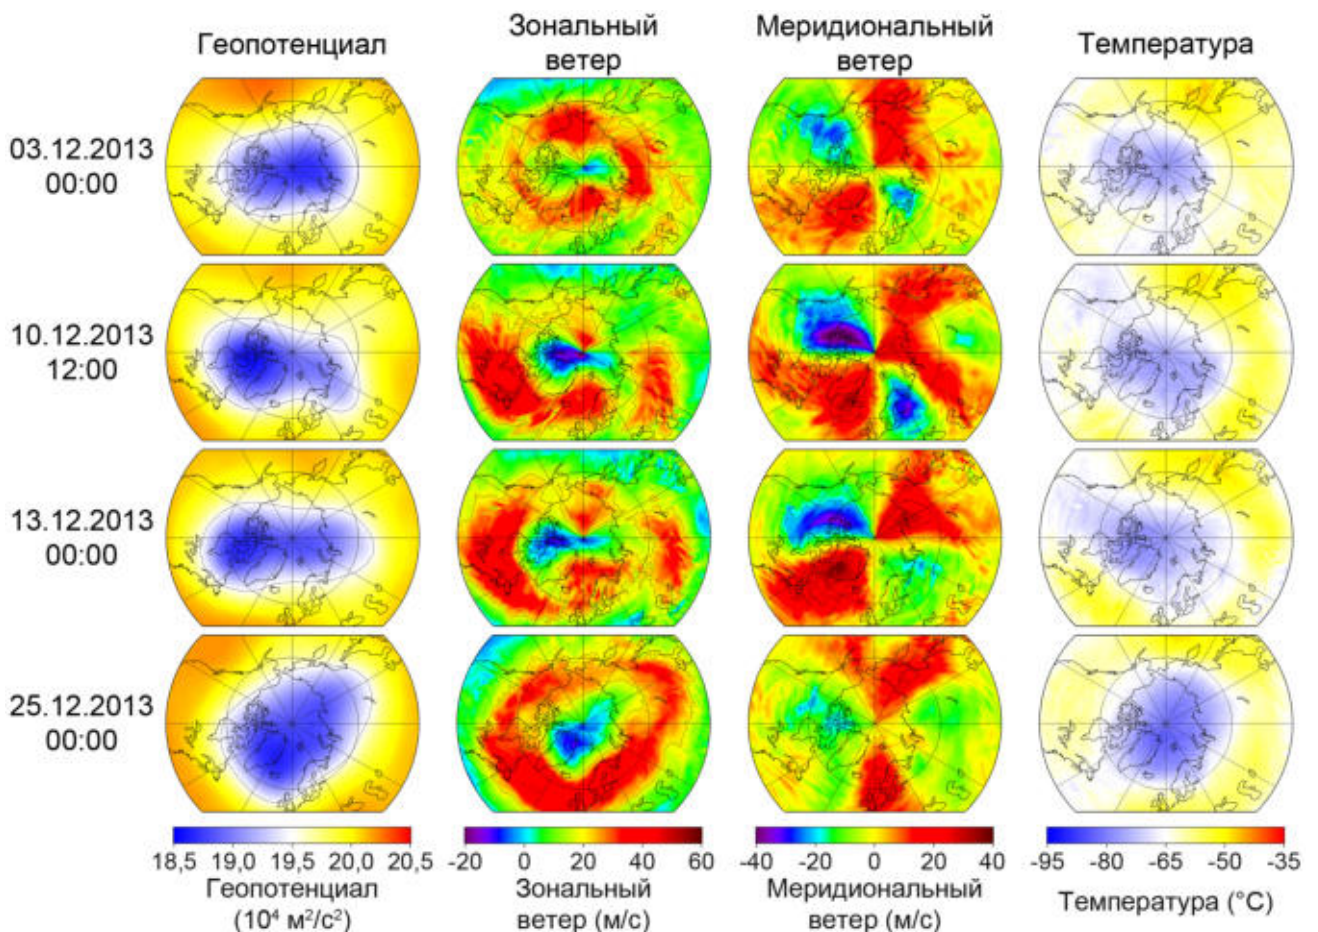 Геопотенциал
Зональный
ветер
Меридиональный
ветер
Температура
03.12.2013
00:00
10.12.2013
12:00
13.12.2013
00:00
25.12.2013
00:00
18,5 19,0 19,5 20,0 20,5
Геопотенциал
(10⁴ м²/с²)
-20 0 20 40 60
Зональный
ветер (м/с)
-40 -20 0 20 40
Меридиональный
ветер (м/с)
-95 -80 -65 -50 -35
Температура (°C)